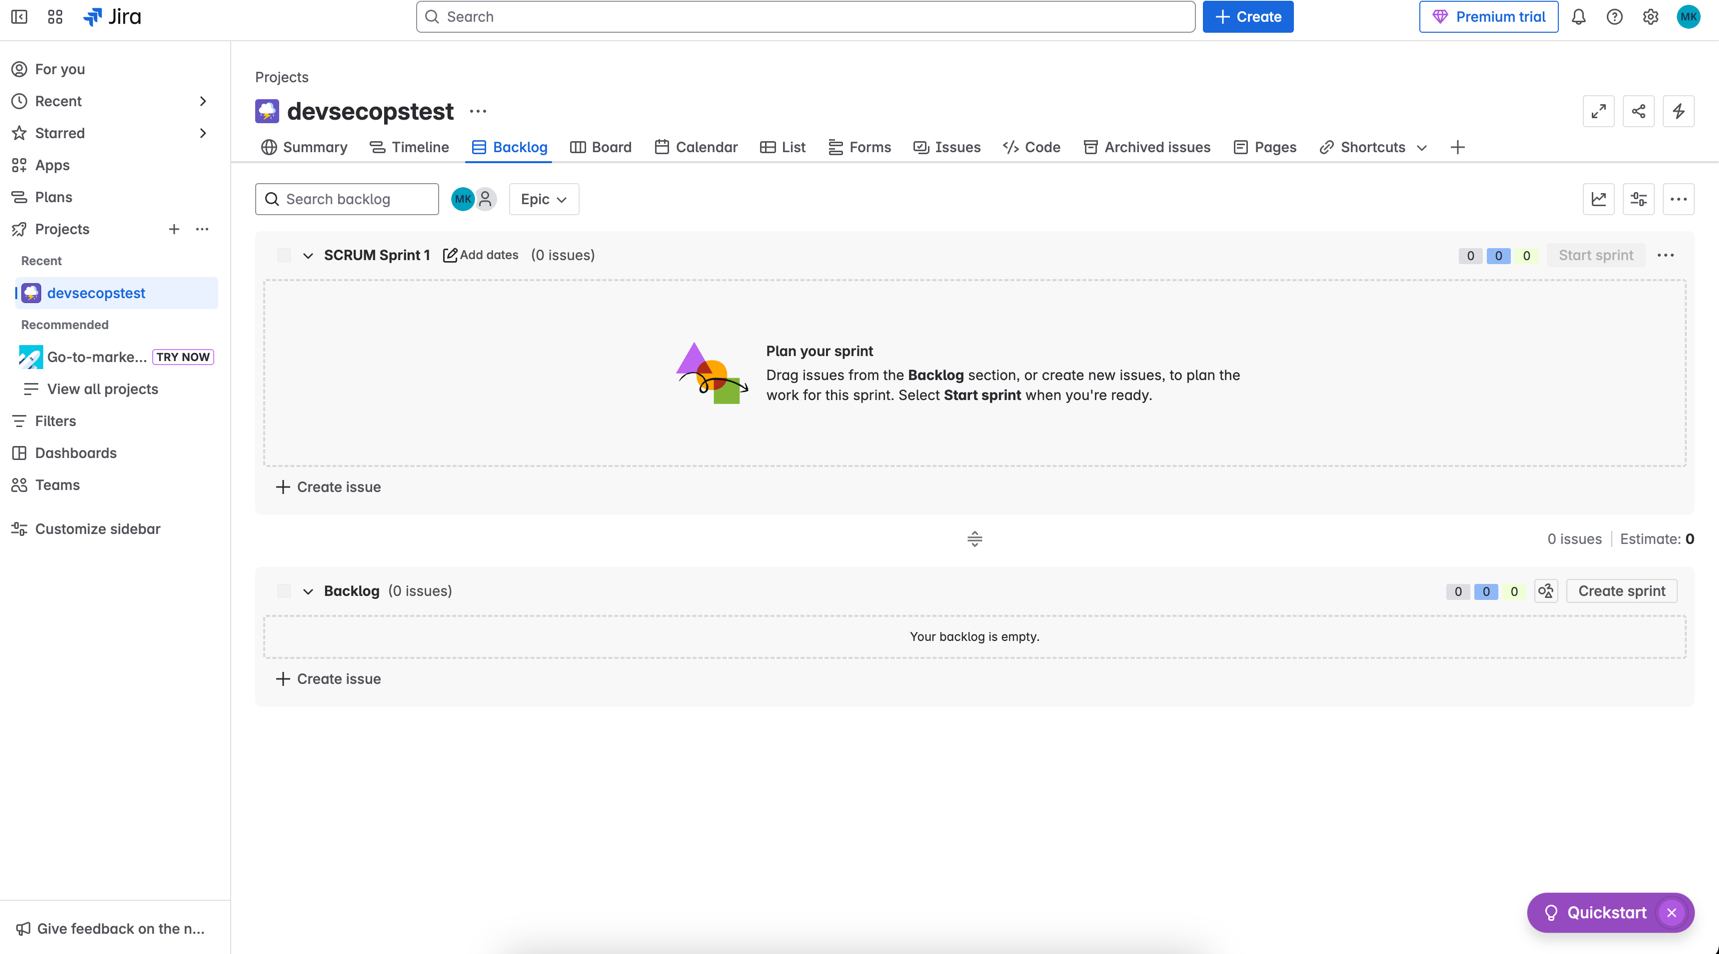 Jira
Search
Create
Premium trial
MK
For you
Recent
Starred
Apps
Plans
Projects
Recent
devsecopstest
Recommended
Go-to-marke... TRY NOW
View all projects
Filters
Dashboards
Teams
Customize sidebar
Give feedback on the n...
Projects
devsecopstest
Summary Timeline Backlog Board Calendar List Forms Issues Code Archived issues Pages Shortcuts
Search backlog MK Epic
SCRUM Sprint 1 Add dates (0 issues) 0 0 0 Start sprint
Plan your sprint
Drag issues from the Backlog section, or create new issues, to plan the
work for this sprint. Select Start sprint when you're ready.
Create issue
0 issues Estimate: 0
Backlog (0 issues) 0 0 0 Create sprint
Your backlog is empty.
Create issue
Quickstart